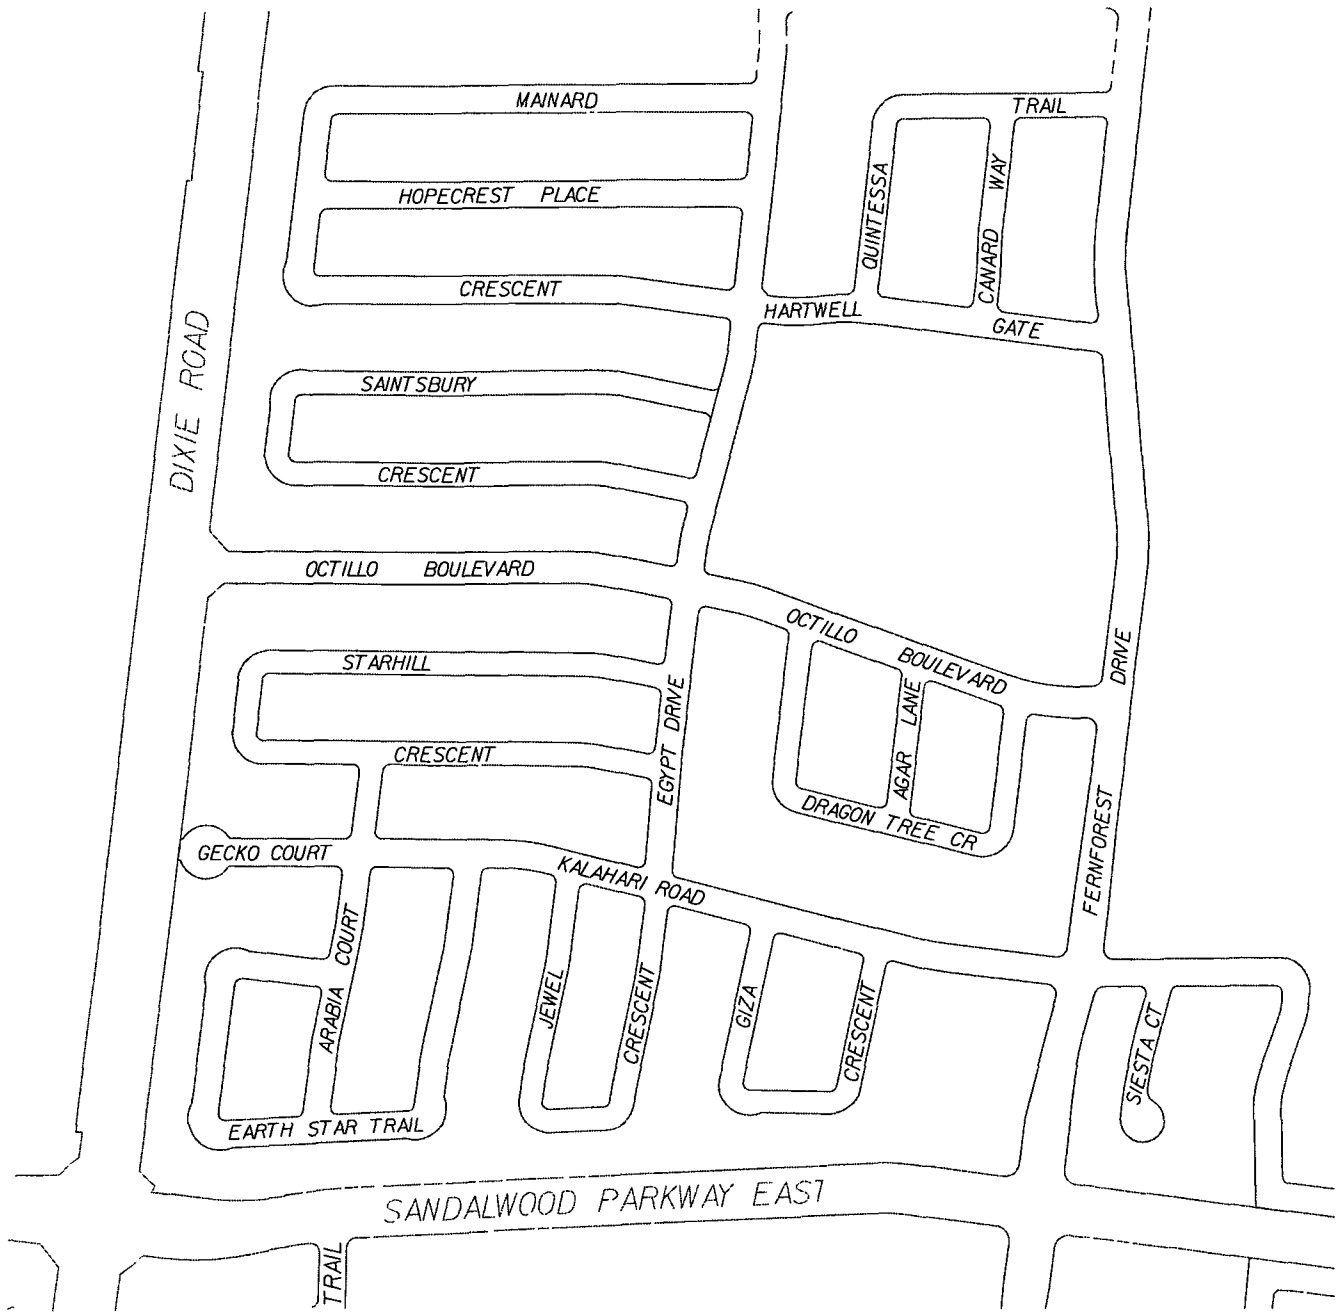 MAINARD
TRAIL
HOPECREST PLACE
QUINTESSA
CANARD WAY
CRESCENT
HARTWELL
GATE
DIXIE ROAD
SAINTSBURY
CRESCENT
OCTILLO BOULEVARD
OCTILLO
BOULEVARD
DRIVE
STARHILL
AGAR LANE
EGYPT DRIVE
CRESCENT
DRAGON TREE CR
FERNFOREST
GECKO COURT
KALAHARI ROAD
ARABIA COURT
JEWEL
CRESCENT
GIZA
CRESCENT
SIESTA CT
EARTH STAR TRAIL
SANDALWOOD PARKWAY EAST
TRAIL